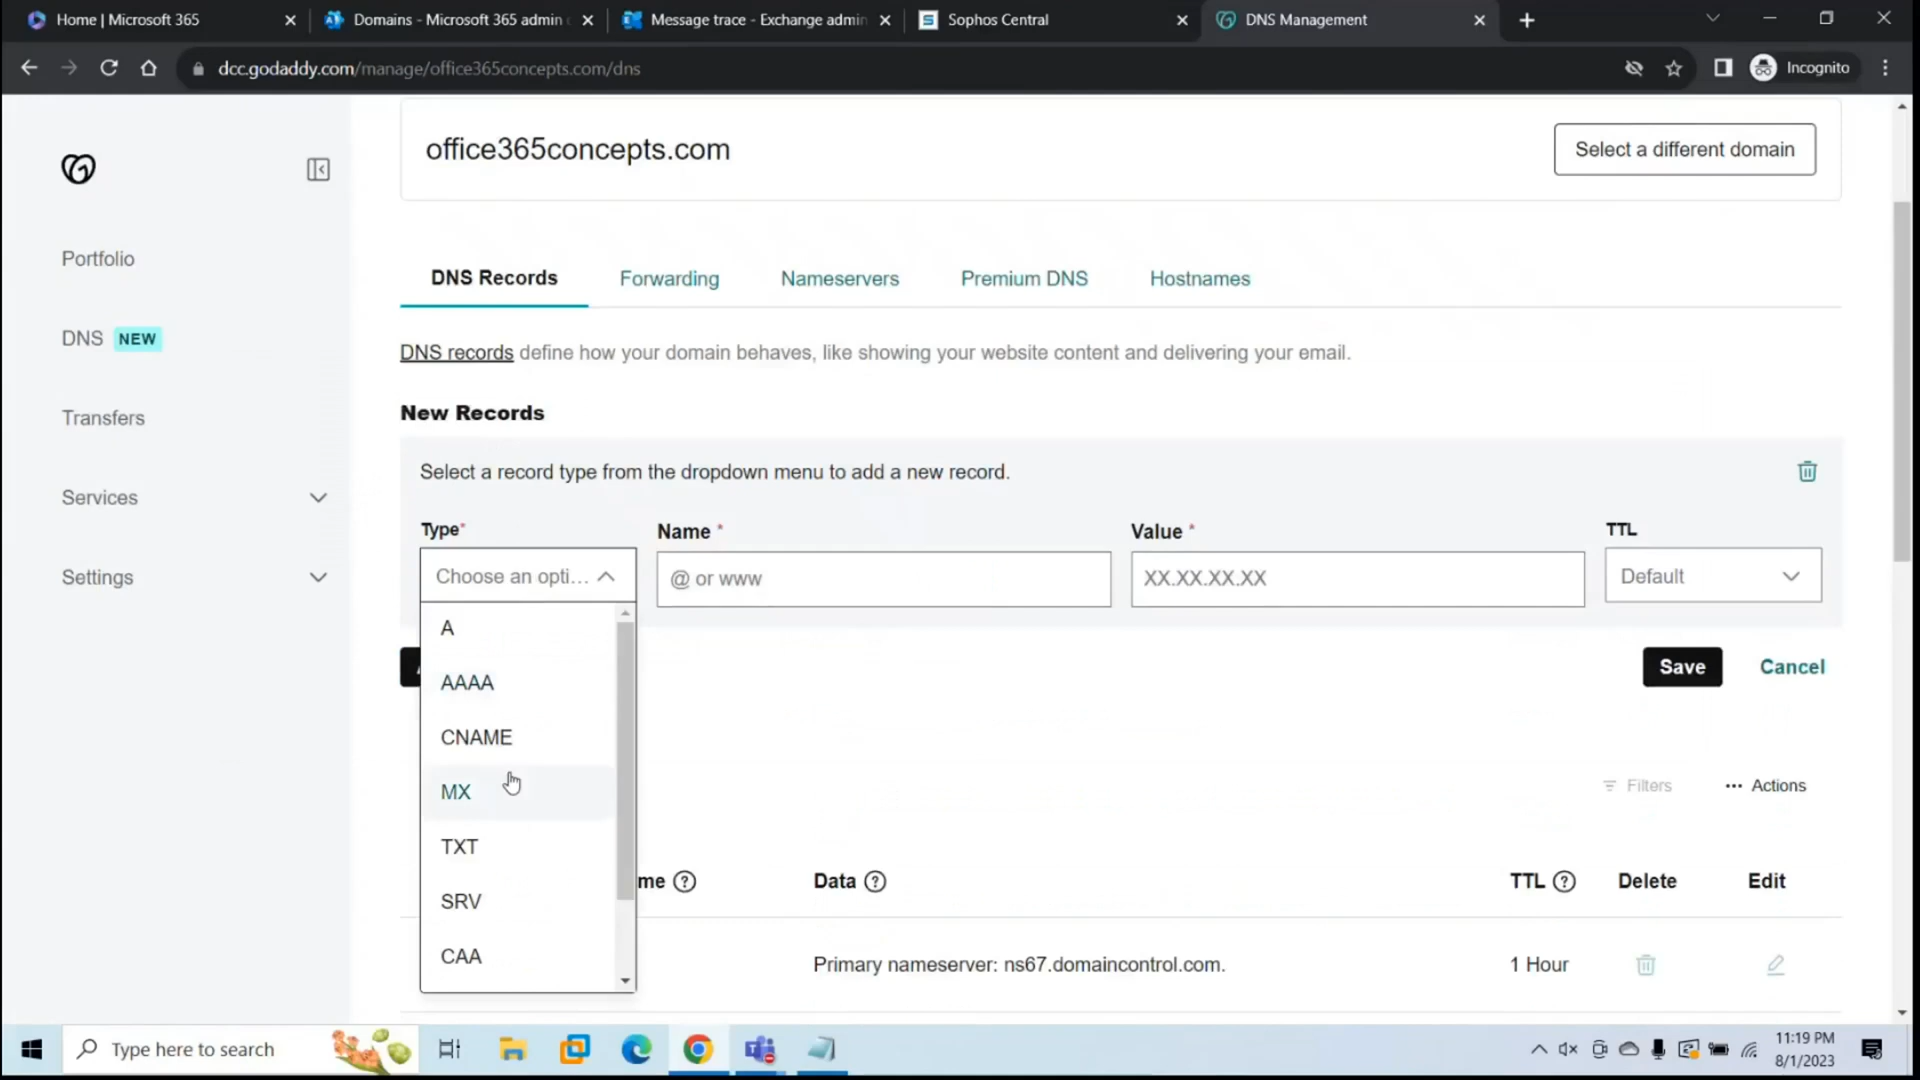 Home | Microsoft 365
Domains - Microsoft 365 admin c
Message trace - Exchange admin
Sophos Central
DNS Management
dcc.godaddy.com/manage/office365concepts.com/dns
Incognito
office365concepts.com
Select a different domain
Portfolio
DNS NEW
Transfers
Services
Settings
DNS Records
Forwarding
Nameservers
Premium DNS
Hostnames
DNS records define how your domain behaves, like showing your website content and delivering your email.
New Records
Select a record type from the dropdown menu to add a new record.
Type*
Name *
Value *
TTL
Choose an opti...
@ or www
XX.XX.XX.XX
Default
A
AAAA
CNAME
MX
TXT
SRV
CAA
Save
Cancel
Filters
Actions
me
Data
TTL
Delete
Edit
Primary nameserver: ns67.domaincontrol.com.
1 Hour
Type here to search
11:19 PM
8/1/2023